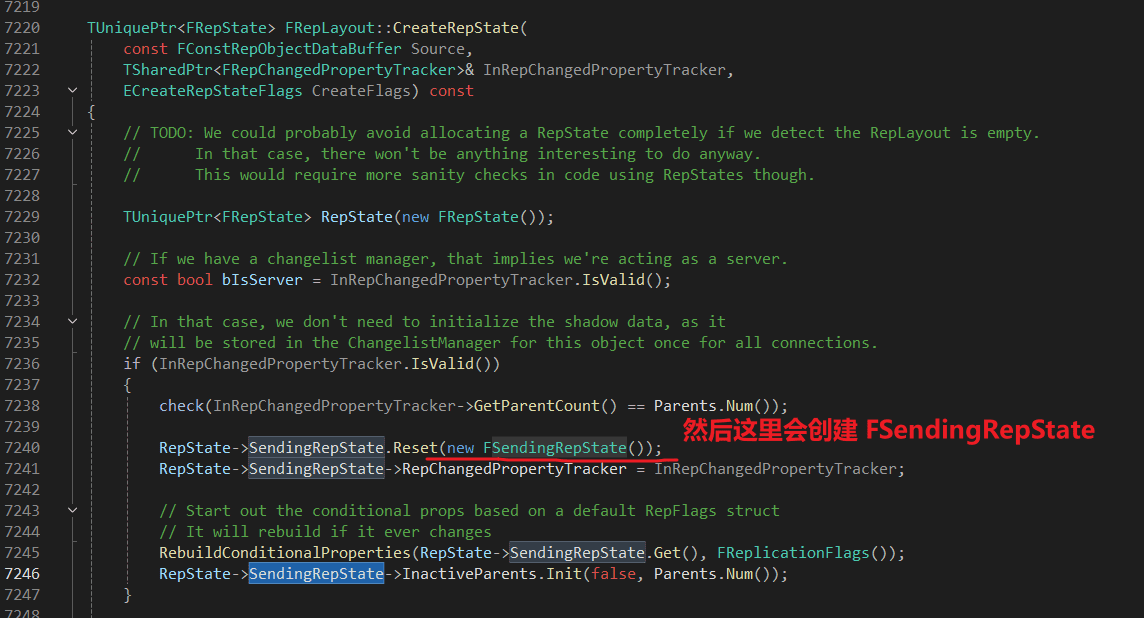 7219
7220 TUniquePtr<FRepState> FRepLayout::CreateRepState(
7221 const FConstRepObjectDataBuffer Source,
7222 TSharedPtr<FRepChangedPropertyTracker>& InRepChangedPropertyTracker,
7223 ECreateRepStateFlags CreateFlags) const
7224 {
7225 // TODO: We could probably avoid allocating a RepState completely if we detect the RepLayout is empty.
7226 // In that case, there won't be anything interesting to do anyway.
7227 // This would require more sanity checks in code using RepStates though.
7228
7229 TUniquePtr<FRepState> RepState(new FRepState());
7230
7231 // If we have a changelist manager, that implies we're acting as a server.
7232 const bool bIsServer = InRepChangedPropertyTracker.IsValid();
7233
7234 // In that case, we don't need to initialize the shadow data, as it
7235 // will be stored in the ChangelistManager for this object once for all connections.
7236 if (InRepChangedPropertyTracker.IsValid())
7237 {
7238 check(InRepChangedPropertyTracker->GetParentCount() == Parents.Num());
7239
7240 RepState->SendingRepState.Reset(new FSendingRepState()); 然后这里会创建 FSendingRepState
7241 RepState->SendingRepState->RepChangedPropertyTracker = InRepChangedPropertyTracker;
7242
7243 // Start out the conditional props based on a default RepFlags struct
7244 // It will rebuild if it ever changes
7245 RebuildConditionalProperties(RepState->SendingRepState.Get(), FReplicationFlags());
7246 RepState->SendingRepState->InactiveParents.Init(false, Parents.Num());
7247 }
7248